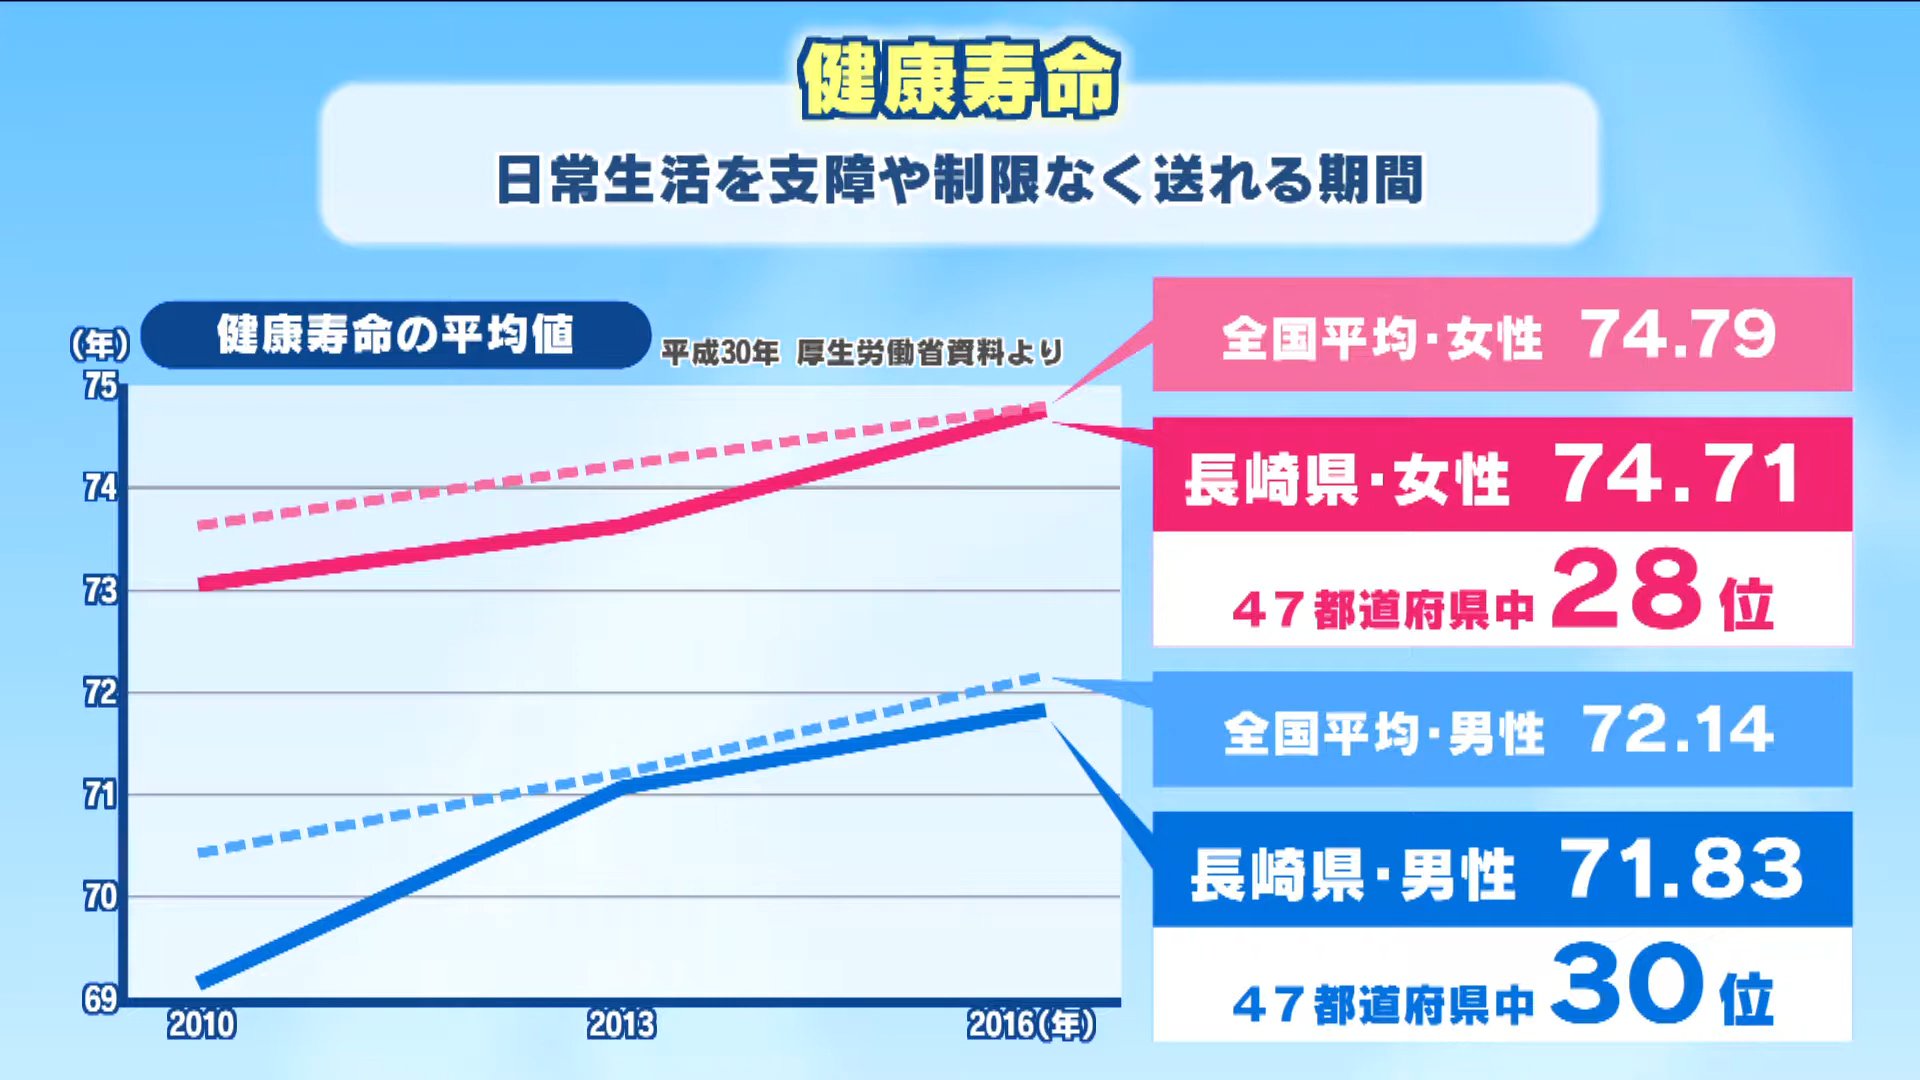 健康寿命
日常生活を支障や制限なく送れる期間
(年)
健康寿命の平均値
平成30年 厚生労働省資料より
75
74
73
72
71
70
69
2010
2013
2016(年)
全国平均・女性 74.79
長崎県・女性 74.71
47都道府県中28位
全国平均・男性 72.14
長崎県・男性 71.83
47都道府県中30位